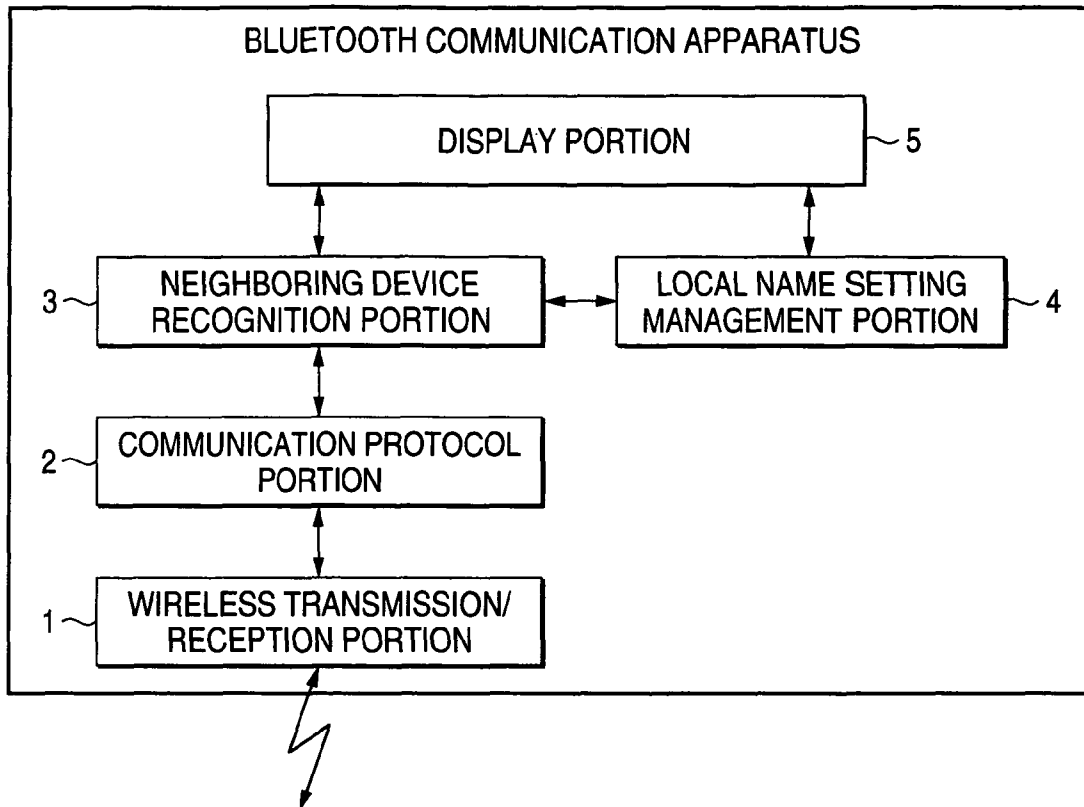 BLUETOOTH COMMUNICATION APPARATUS
DISPLAY PORTION
5
3
NEIGHBORING DEVICE
RECOGNITION PORTION
LOCAL NAME SETTING
MANAGEMENT PORTION
4
2
COMMUNICATION PROTOCOL
PORTION
1
WIRELESS TRANSMISSION/
RECEPTION PORTION